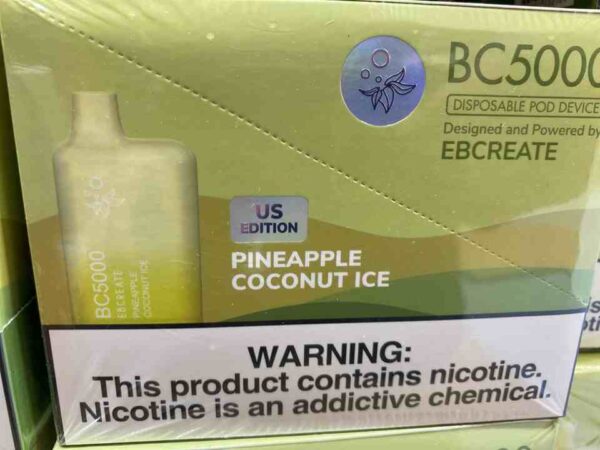 BC5000
DISPOSABLE POD DEVICE
Designed and Powered by
EBCREATE
US
EDITION
PINEAPPLE
COCONUT ICE
BC5000
EBCREATE
PINEAPPLE
COCONUT ICE
WARNING:
This product contains nicotine.
Nicotine is an addictive chemical.